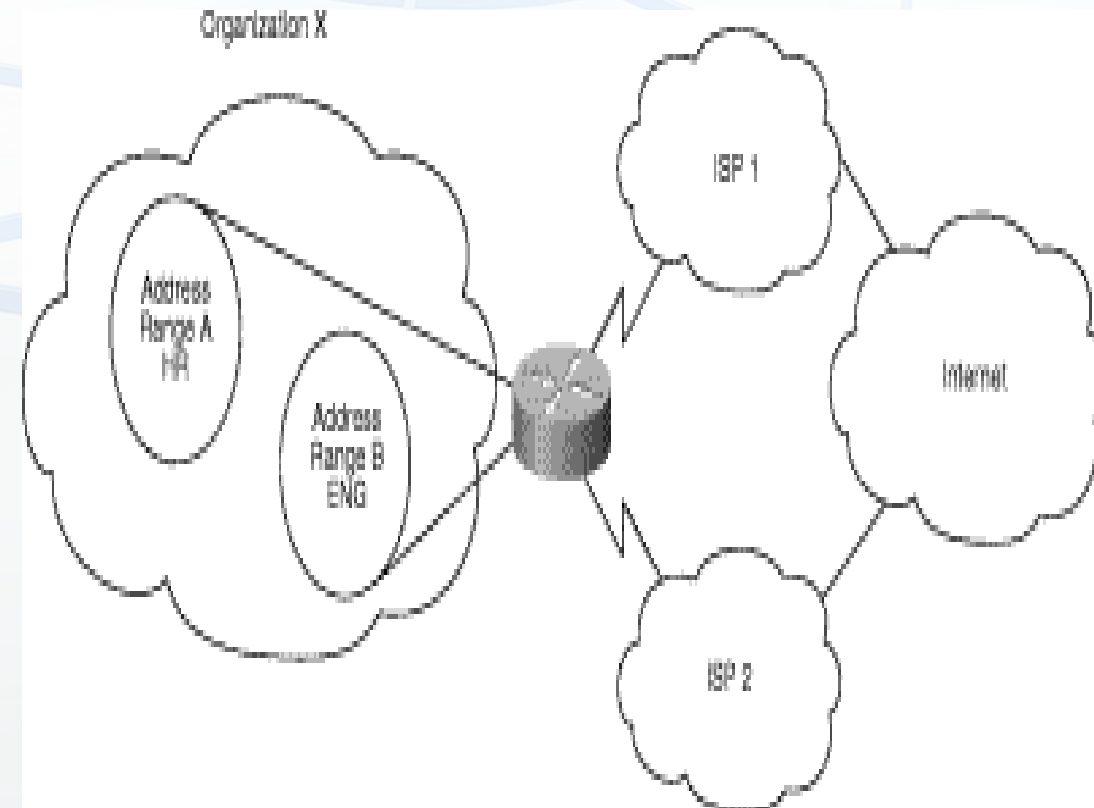 Organization X
ISP 1
Address
Range A
HR
Internet
Address
Range B
ENG
ISP 2